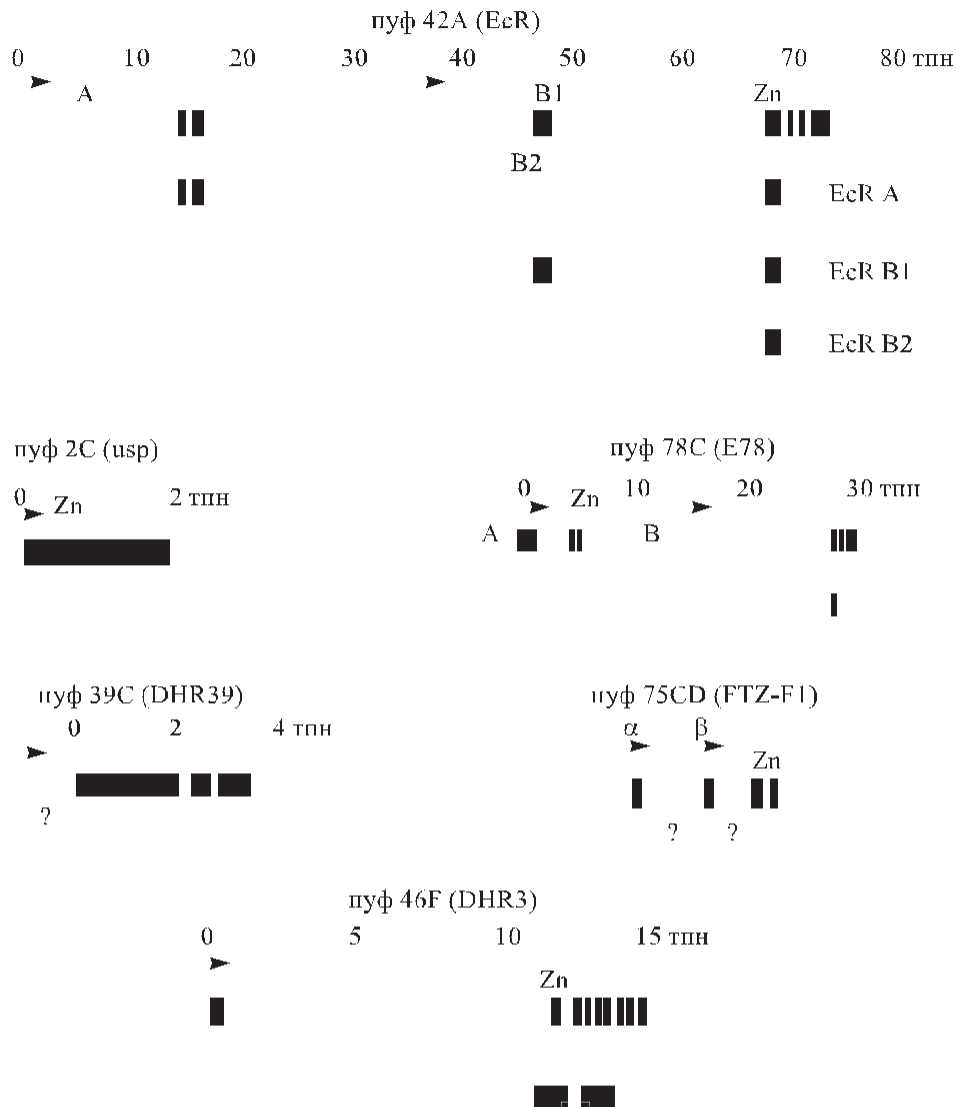 пуф 42A (EcR)
0 10 20 30 40 50 60 70 80 тпн
A B1 Zn
B2
EcR A
EcR B1
EcR B2
пуф 2C (usp)
0 Zn 2 тпн
пуф 78C (E78)
0 10 20 30 тпн
Zn
A B
пуф 39C (DHR39)
0 2 4 тпн
?
пуф 75CD (FTZ-F1)
α β
Zn
? ?
пуф 46F (DHR3)
0 5 10 15 тпн
Zn